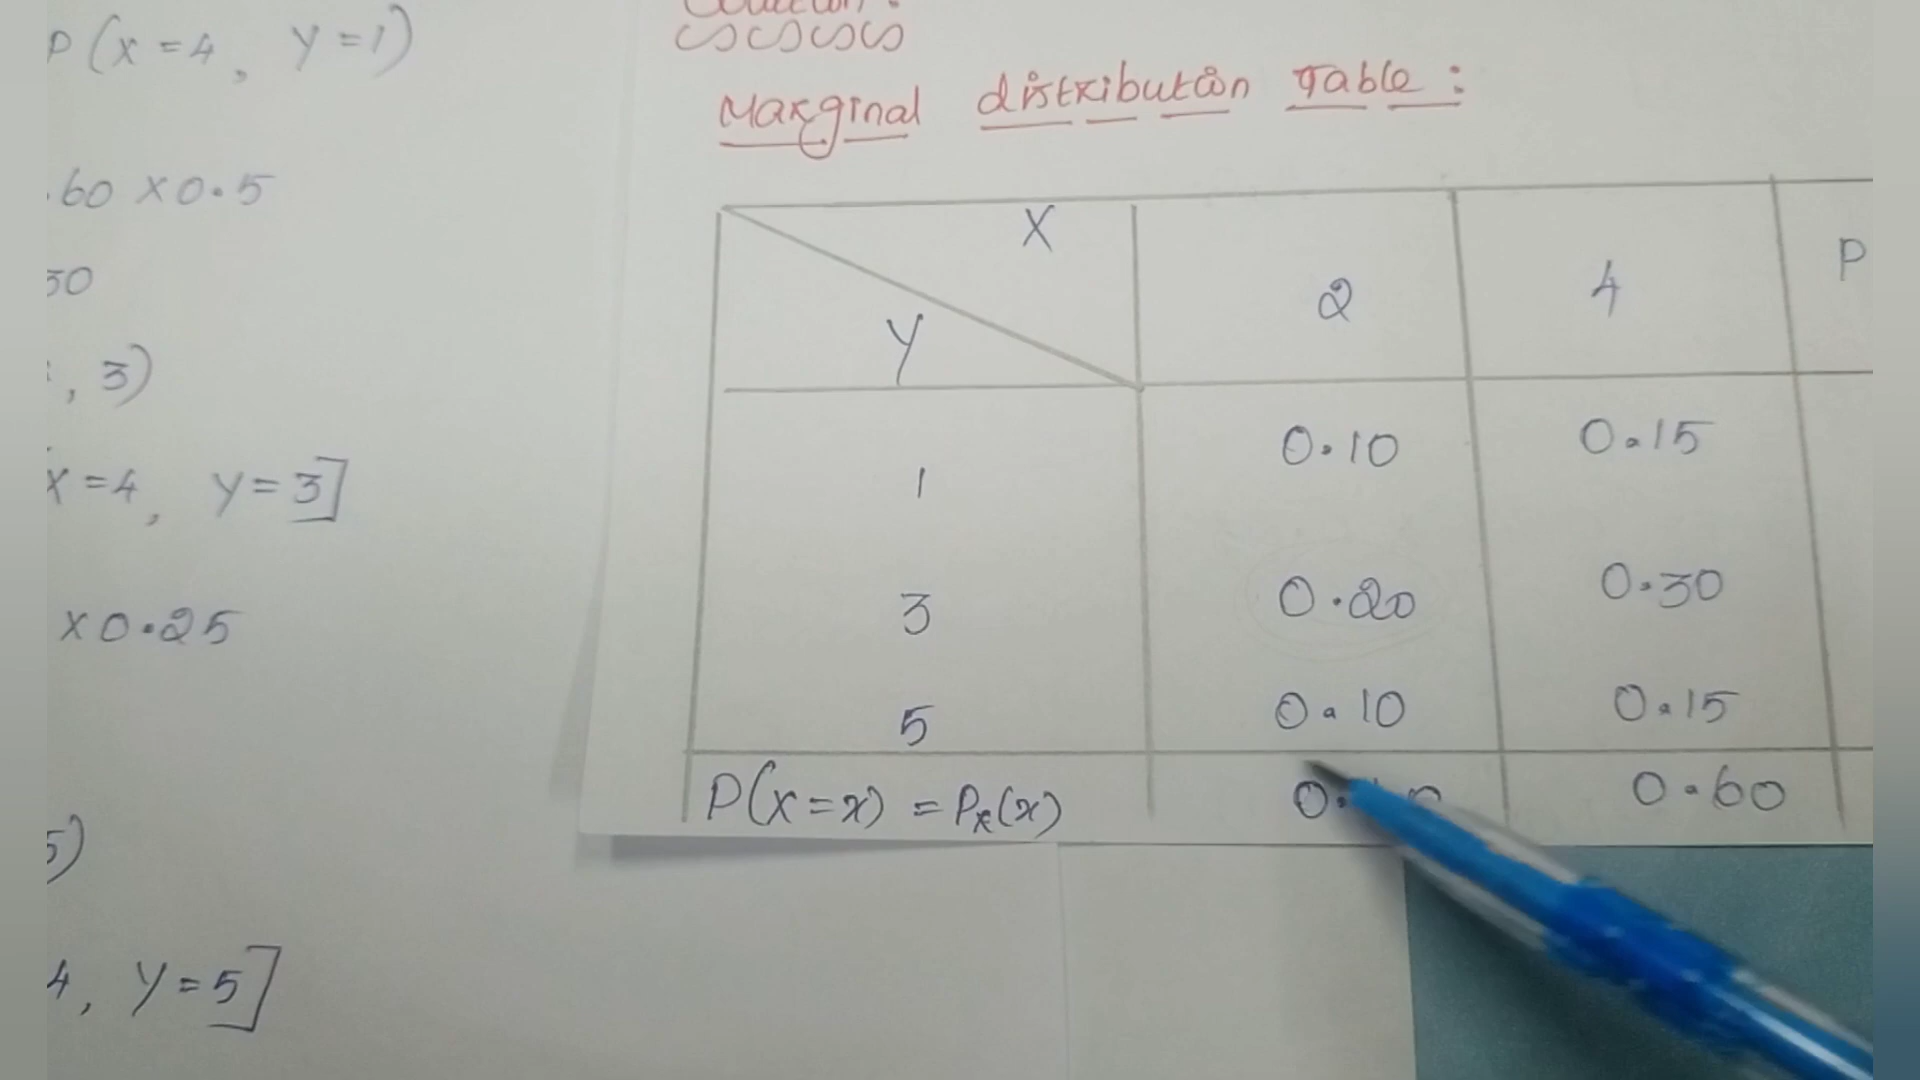 P(X=4, Y=1)
.60 X 0.5
30
, 3)
X=4, Y=3]
X 0.25
5)
4, Y=5]
Marginal distribution Table:
X 2 4 P
Y
1 0.10 0.15
3 0.20 0.30
5 0.10 0.15
P(X=x) = Px(x) 0. 0.60